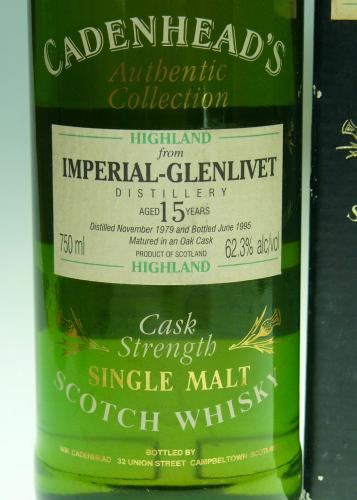 CADENHEAD'S
Authentic
Collection
HIGHLAND
from
IMPERIAL-GLENLIVET
DISTILLERY
AGED 15 YEARS
Distilled November 1979 and Bottled June 1995
750 ml
Matured in an Oak Cask
62.3% alc/vol
PRODUCT OF SCOTLAND
HIGHLAND
Cask
Strength
SINGLE MALT
SCOTCH WHISKY
BOTTLED BY
WM. CADENHEAD 32 UNION STREET CAMPBELTOWN SCOTLAND